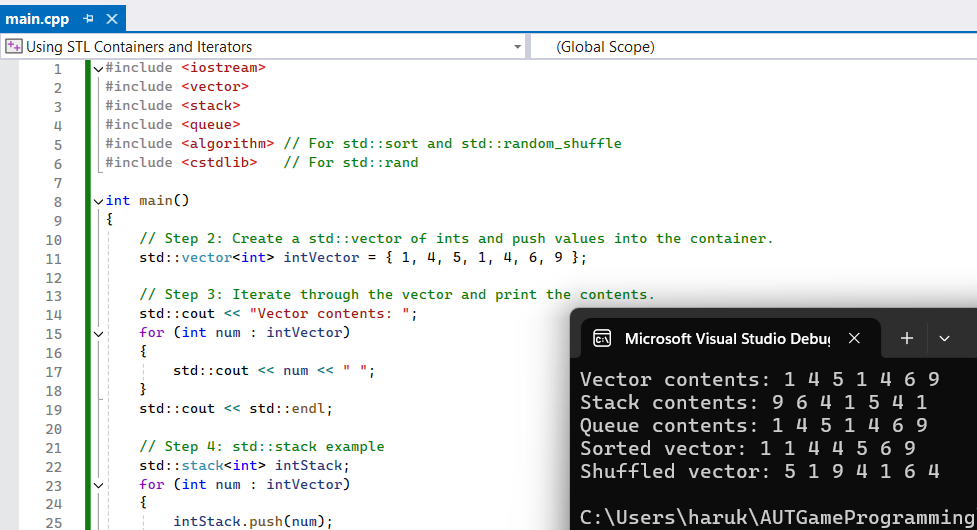 main.cpp
Using STL Containers and Iterators
(Global Scope)
1 #include <iostream>
2 #include <vector>
3 #include <stack>
4 #include <queue>
5 #include <algorithm> // For std::sort and std::random_shuffle
6 #include <cstdlib>   // For std::rand
7
8 int main()
9 {
10     // Step 2: Create a std::vector of ints and push values into the container.
11     std::vector<int> intVector = { 1, 4, 5, 1, 4, 6, 9 };
12
13     // Step 3: Iterate through the vector and print the contents.
14     std::cout << "Vector contents: ";
15     for (int num : intVector)
16     {
17         std::cout << num << " ";
18     }
19     std::cout << std::endl;
20
21     // Step 4: std::stack example
22     std::stack<int> intStack;
23     for (int num : intVector)
24     {
25         intStack.push(num);
Microsoft Visual Studio Debu
Vector contents: 1 4 5 1 4 6 9
Stack contents: 9 6 4 1 5 4 1
Queue contents: 1 4 5 1 4 6 9
Sorted vector: 1 1 4 4 5 6 9
Shuffled vector: 5 1 9 4 1 6 4
C:\Users\haruk\AUTGameProgramming